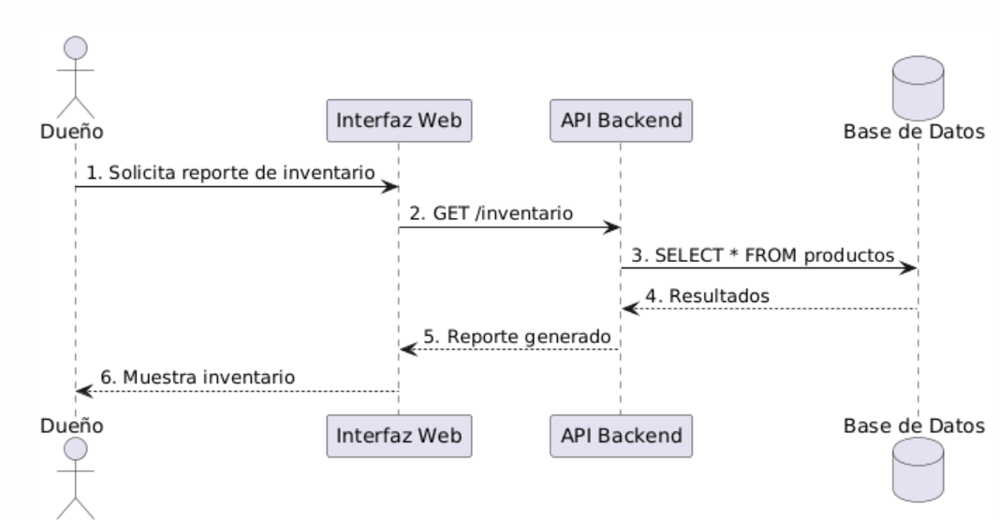 Dueño
Interfaz Web
API Backend
Base de Datos
1. Solicita reporte de inventario
2. GET /inventario
3. SELECT * FROM productos
4. Resultados
5. Reporte generado
6. Muestra inventario
Dueño
Interfaz Web
API Backend
Base de Datos